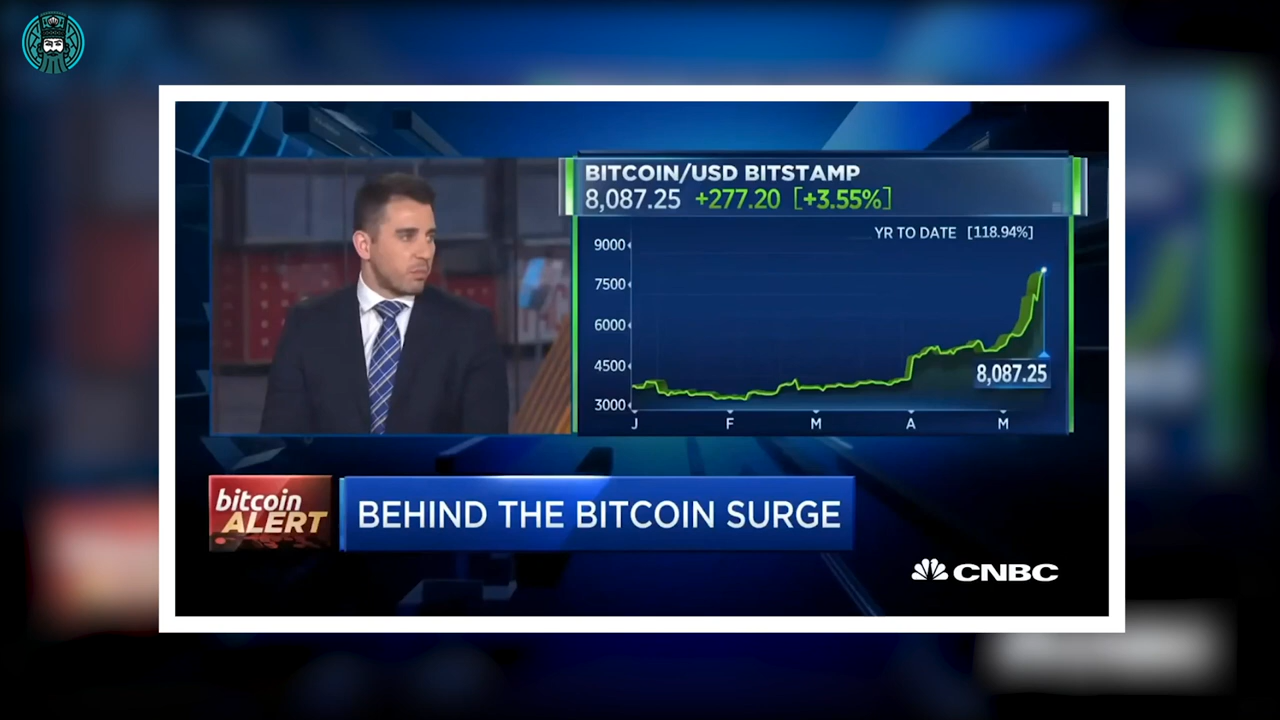 BITCOIN/USD BITSTAMP
8,087.25 +277.20 [+3.55%]
YR TO DATE [118.94%]
9000
7500
6000
4500
3000
8,087.25
J F M A M
bitcoin
ALERT
BEHIND THE BITCOIN SURGE
CNBC